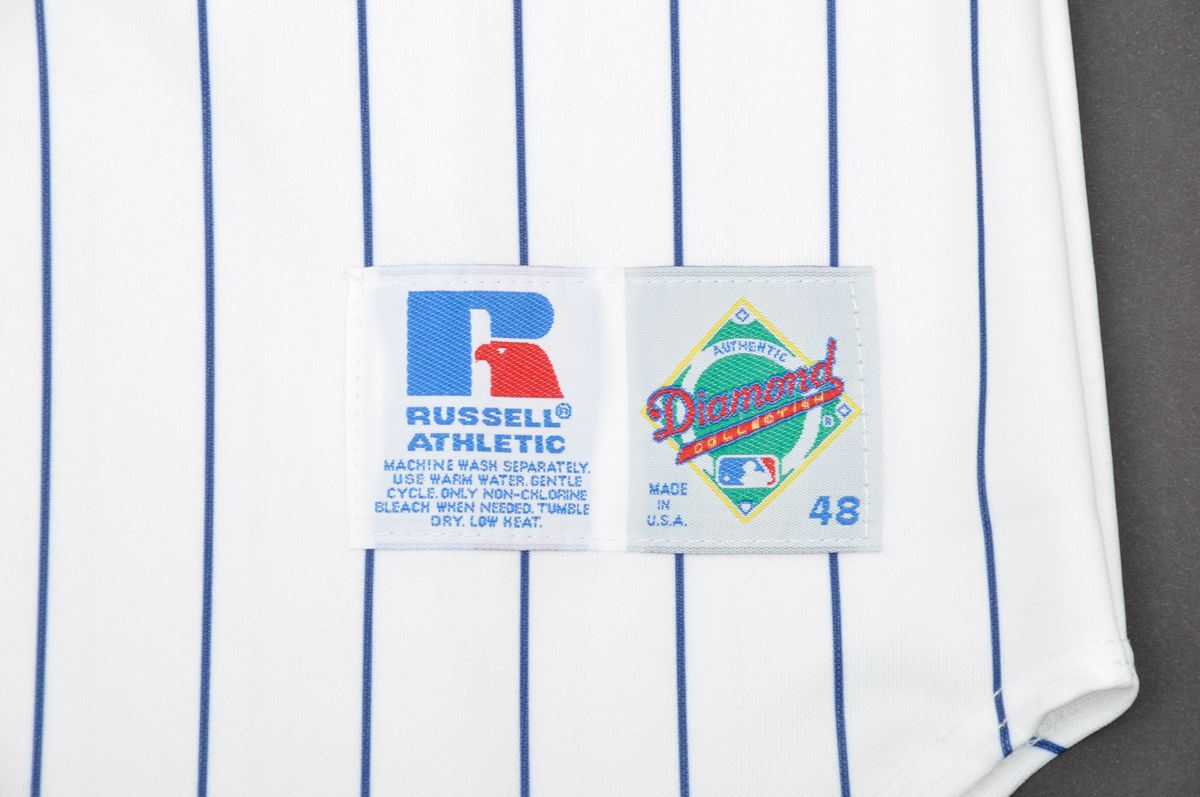 RUSSELL®
ATHLETIC
MACHINE WASH SEPARATELY.
USE WARM WATER. GENTLE
CYCLE. ONLY NON-CHLORINE
BLEACH WHEN NEEDED. TUMBLE
DRY. LOW HEAT.
AUTHENTIC
Diamond
COLLECTION
®
MADE
IN
U.S.A.
48